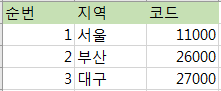 순번 지역 코드
1 서울 11000
2 부산 26000
3 대구 27000